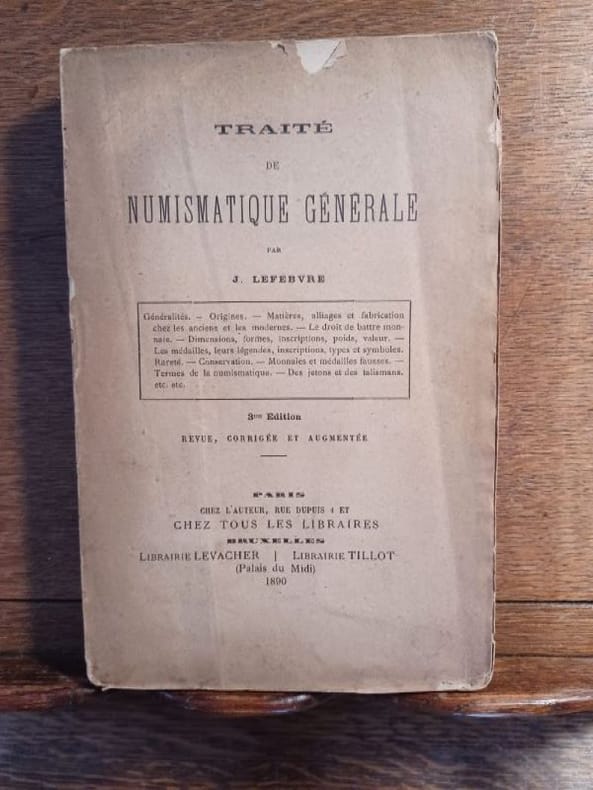 TRAITÉ
DE
NUMISMATIQUE GÉNÉRALE
PAR
J. LEFEBVRE
Généralités. — Origines. — Matières, alliages et fabrication
chez les anciens et les modernes. — Le droit de battre mon-
naie. — Dimensions, formes, inscriptions, poids, valeur. —
Les médailles, leurs légendes, inscriptions, types et symboles.
Rareté. — Conservation. — Monnaies et médailles fausses. —
Termes de la numismatique. — Des jetons et des talismans.
etc. etc.
3me Edition
REVUE, CORRIGÉE ET AUGMENTÉE
PARIS
CHEZ L'AUTEUR, RUE DUPUIS 4 ET
CHEZ TOUS LES LIBRAIRES
BRUXELLES
LIBRAIRIE LEVACHER | LIBRAIRIE TILLOT
(Palais du Midi)
1890